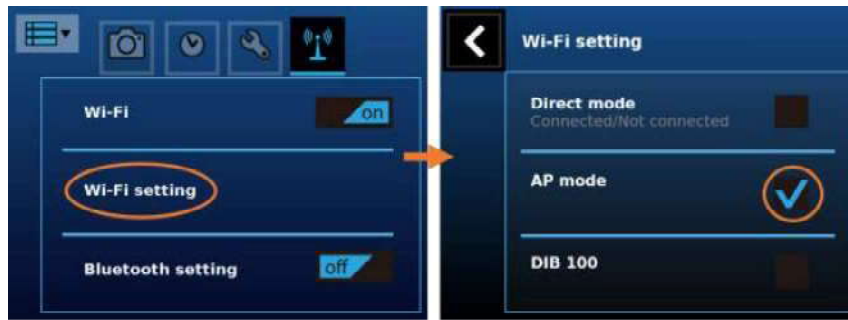 Wi-Fi
on
Wi-Fi setting
Bluetooth setting
off
Wi-Fi setting
Direct mode
Connected/Not connected
AP mode
DIB 100